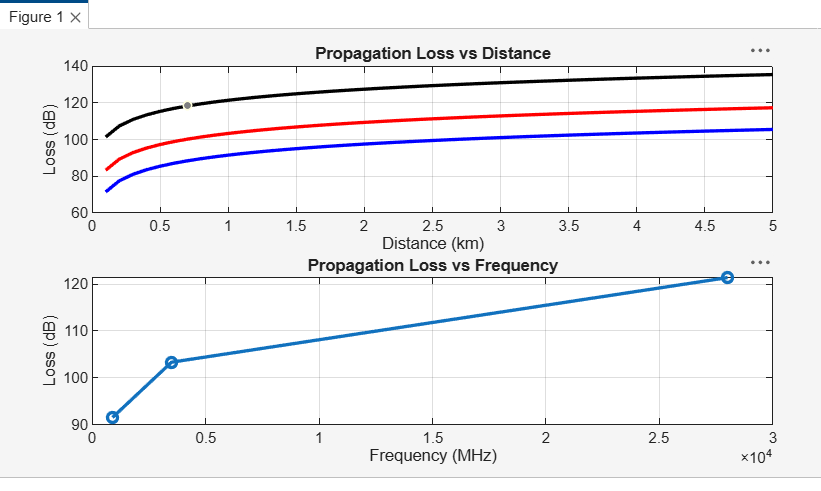 Figure 1 ×
Propagation Loss vs Distance
Loss (dB)
140
120
100
80
60
0 0.5 1 1.5 2 2.5 3 3.5 4 4.5 5
Distance (km)
Propagation Loss vs Frequency
Loss (dB)
120
110
100
90
0 0.5 1 1.5 2 2.5 3
×10⁴
Frequency (MHz)